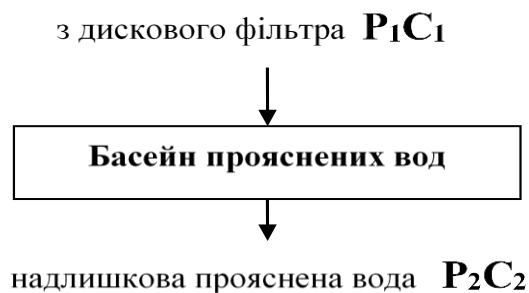 з дискового фільтра P₁C₁
Басейн прояснених вод
надлишкова прояснена вода P₂C₂